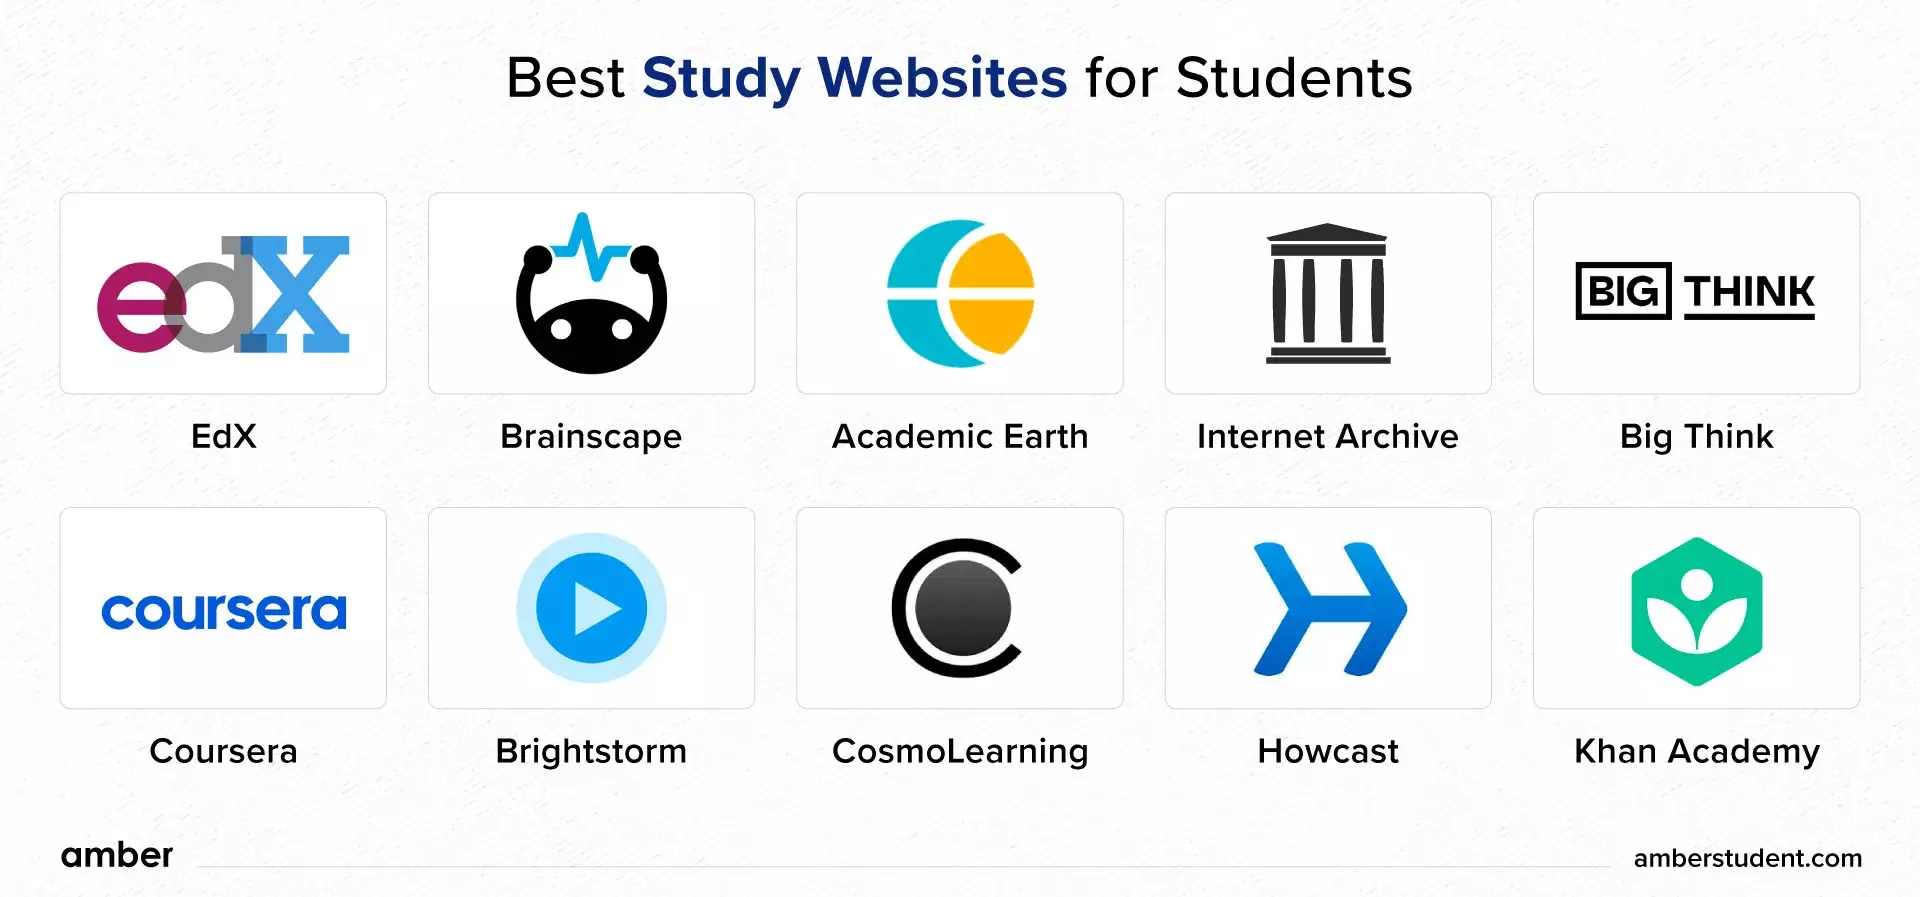 Best Study Websites for Students
edX
BIG THINK
EdX
Brainscape
Academic Earth
Internet Archive
Big Think
coursera
Coursera
Brightstorm
CosmoLearning
Howcast
Khan Academy
amber
amberstudent.com